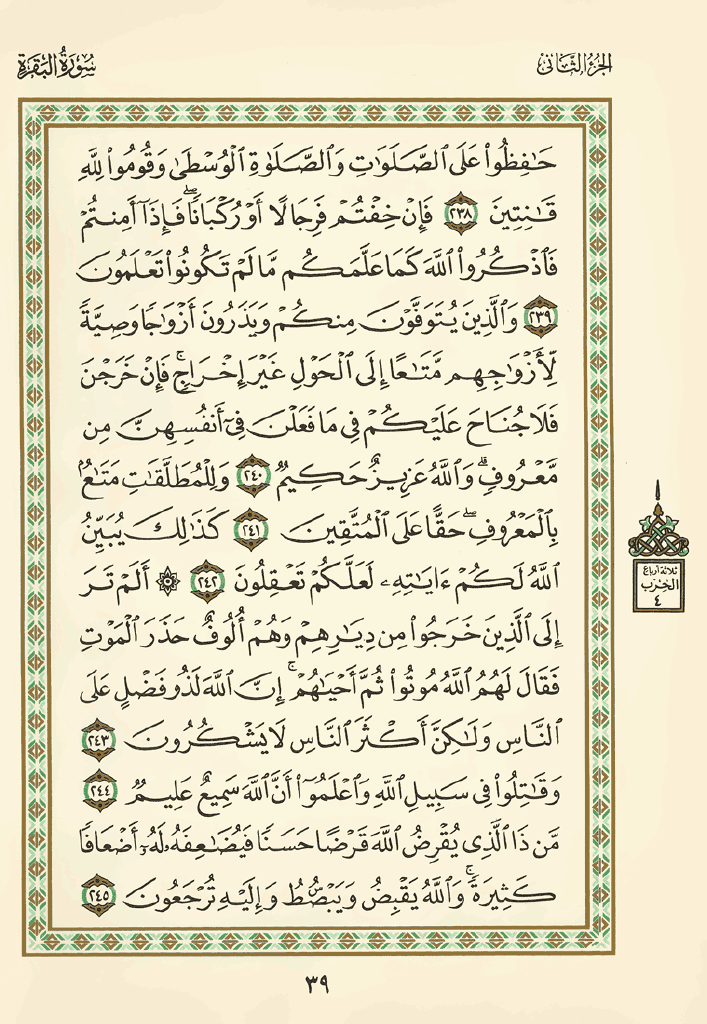 الجزء الثاني
سورة البقرة
حَٰفِظُوا۟ عَلَى ٱلصَّلَوَٰتِ وَٱلصَّلَوٰةِ ٱلْوُسْطَىٰ وَقُومُوا۟ لِلَّهِ
قَٰنِتِينَ ٢٣٨ فَإِنْ خِفْتُمْ فَرِجَالًا أَوْ رُكْبَانًا ۖ فَإِذَآ أَمِنتُمْ
فَٱذْكُرُوا۟ ٱللَّهَ كَمَا عَلَّمَكُم مَّا لَمْ تَكُونُوا۟ تَعْلَمُونَ
٢٣٩ وَٱلَّذِينَ يُتَوَفَّوْنَ مِنكُمْ وَيَذَرُونَ أَزْوَٰجًا وَصِيَّةً
لِّأَزْوَٰجِهِم مَّتَٰعًا إِلَى ٱلْحَوْلِ غَيْرَ إِخْرَاجٍ ۚ فَإِنْ خَرَجْنَ
فَلَا جُنَاحَ عَلَيْكُمْ فِى مَا فَعَلْنَ فِىٓ أَنفُسِهِنَّ مِن
مَّعْرُوفٍ ۗ وَٱللَّهُ عَزِيزٌ حَكِيمٌ ٢٤٠ وَلِلْمُطَلَّقَٰتِ مَتَٰعٌۢ
بِٱلْمَعْرُوفِ ۖ حَقًّا عَلَى ٱلْمُتَّقِينَ ٢٤١ كَذَٰلِكَ يُبَيِّنُ
ٱللَّهُ لَكُمْ ءَايَٰتِهِۦ لَعَلَّكُمْ تَعْقِلُونَ ٢٤٢ ۞ أَلَمْ تَرَ
إِلَى ٱلَّذِينَ خَرَجُوا۟ مِن دِيَٰرِهِمْ وَهُمْ أُلُوفٌ حَذَرَ ٱلْمَوْتِ
فَقَالَ لَهُمُ ٱللَّهُ مُوتُوا۟ ثُمَّ أَحْيَٰهُمْ ۚ إِنَّ ٱللَّهَ لَذُو فَضْلٍ عَلَى
ٱلنَّاسِ وَلَٰكِنَّ أَكْثَرَ ٱلنَّاسِ لَا يَشْكُرُونَ ٢٤٣
وَقَٰتِلُوا۟ فِى سَبِيلِ ٱللَّهِ وَٱعْلَمُوٓا۟ أَنَّ ٱللَّهَ سَمِيعٌ عَلِيمٌ ٢٤٤
مَّن ذَا ٱلَّذِى يُقْرِضُ ٱللَّهَ قَرْضًا حَسَنًا فَيُضَٰعِفَهُۥ لَهُۥٓ أَضْعَافًا
كَثِيرَةً ۚ وَٱللَّهُ يَقْبِضُ وَيَبْصُۜطُ وَإِلَيْهِ تُرْجَعُونَ ٢٤٥
ثلاثة أرباع
الحزب
٤
٣٩